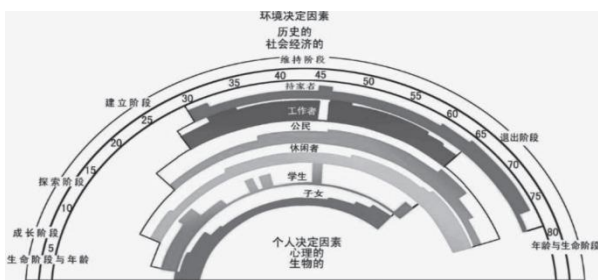 环境决定因素
历史的
社会经济的
维持阶段
40 45 50
35 持家者 55
建立阶段 30 工作者 60
25 公民 65 退出阶段
20 休闲者 70
15 学生 75
探索阶段 子女
10
成长阶段 个人决定因素 80
5 心理的 年龄与生命阶段
生命阶段与年龄 生物的